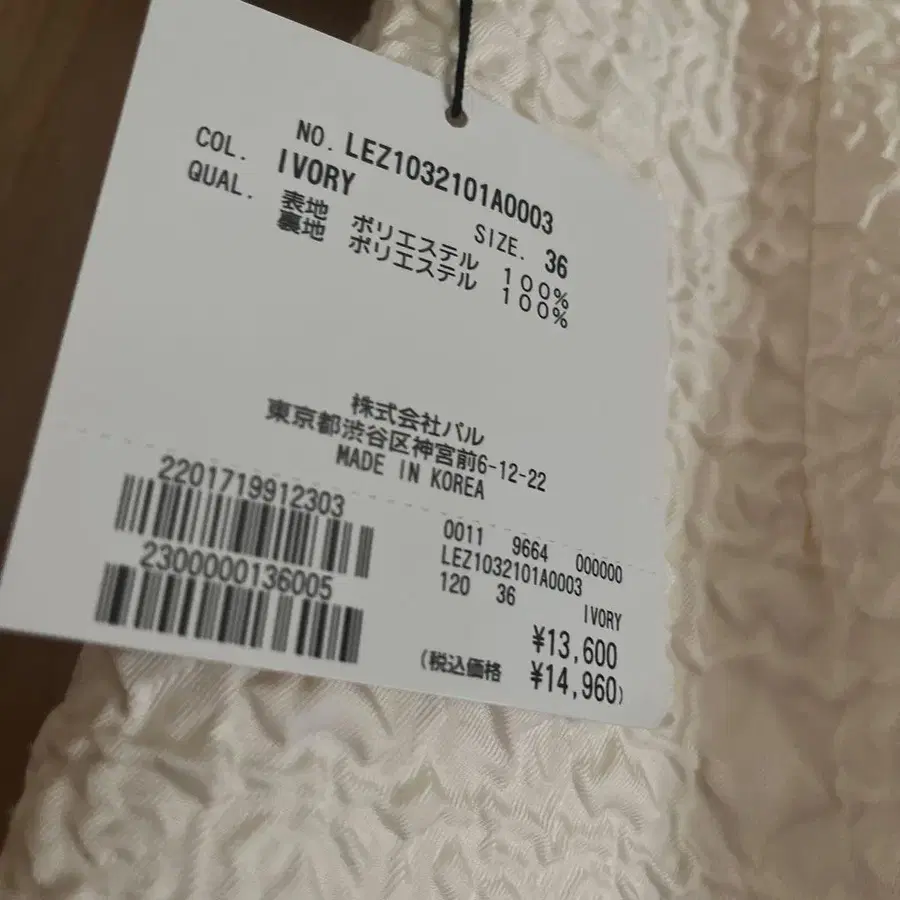 NO. LEZ1032101A0003
COL. IVORY SIZE. 36
QUAL. 表地 ポリエステル 100%
裏地 ポリエステル 100%
株式会社パル
東京都渋谷区神宮前6-12-22
MADE IN KOREA
2201719912303
2300000136005
0011 9664 000000
LEZ1032101A0003
120 36 IVORY
¥13,600
(税込価格 ¥14,960)